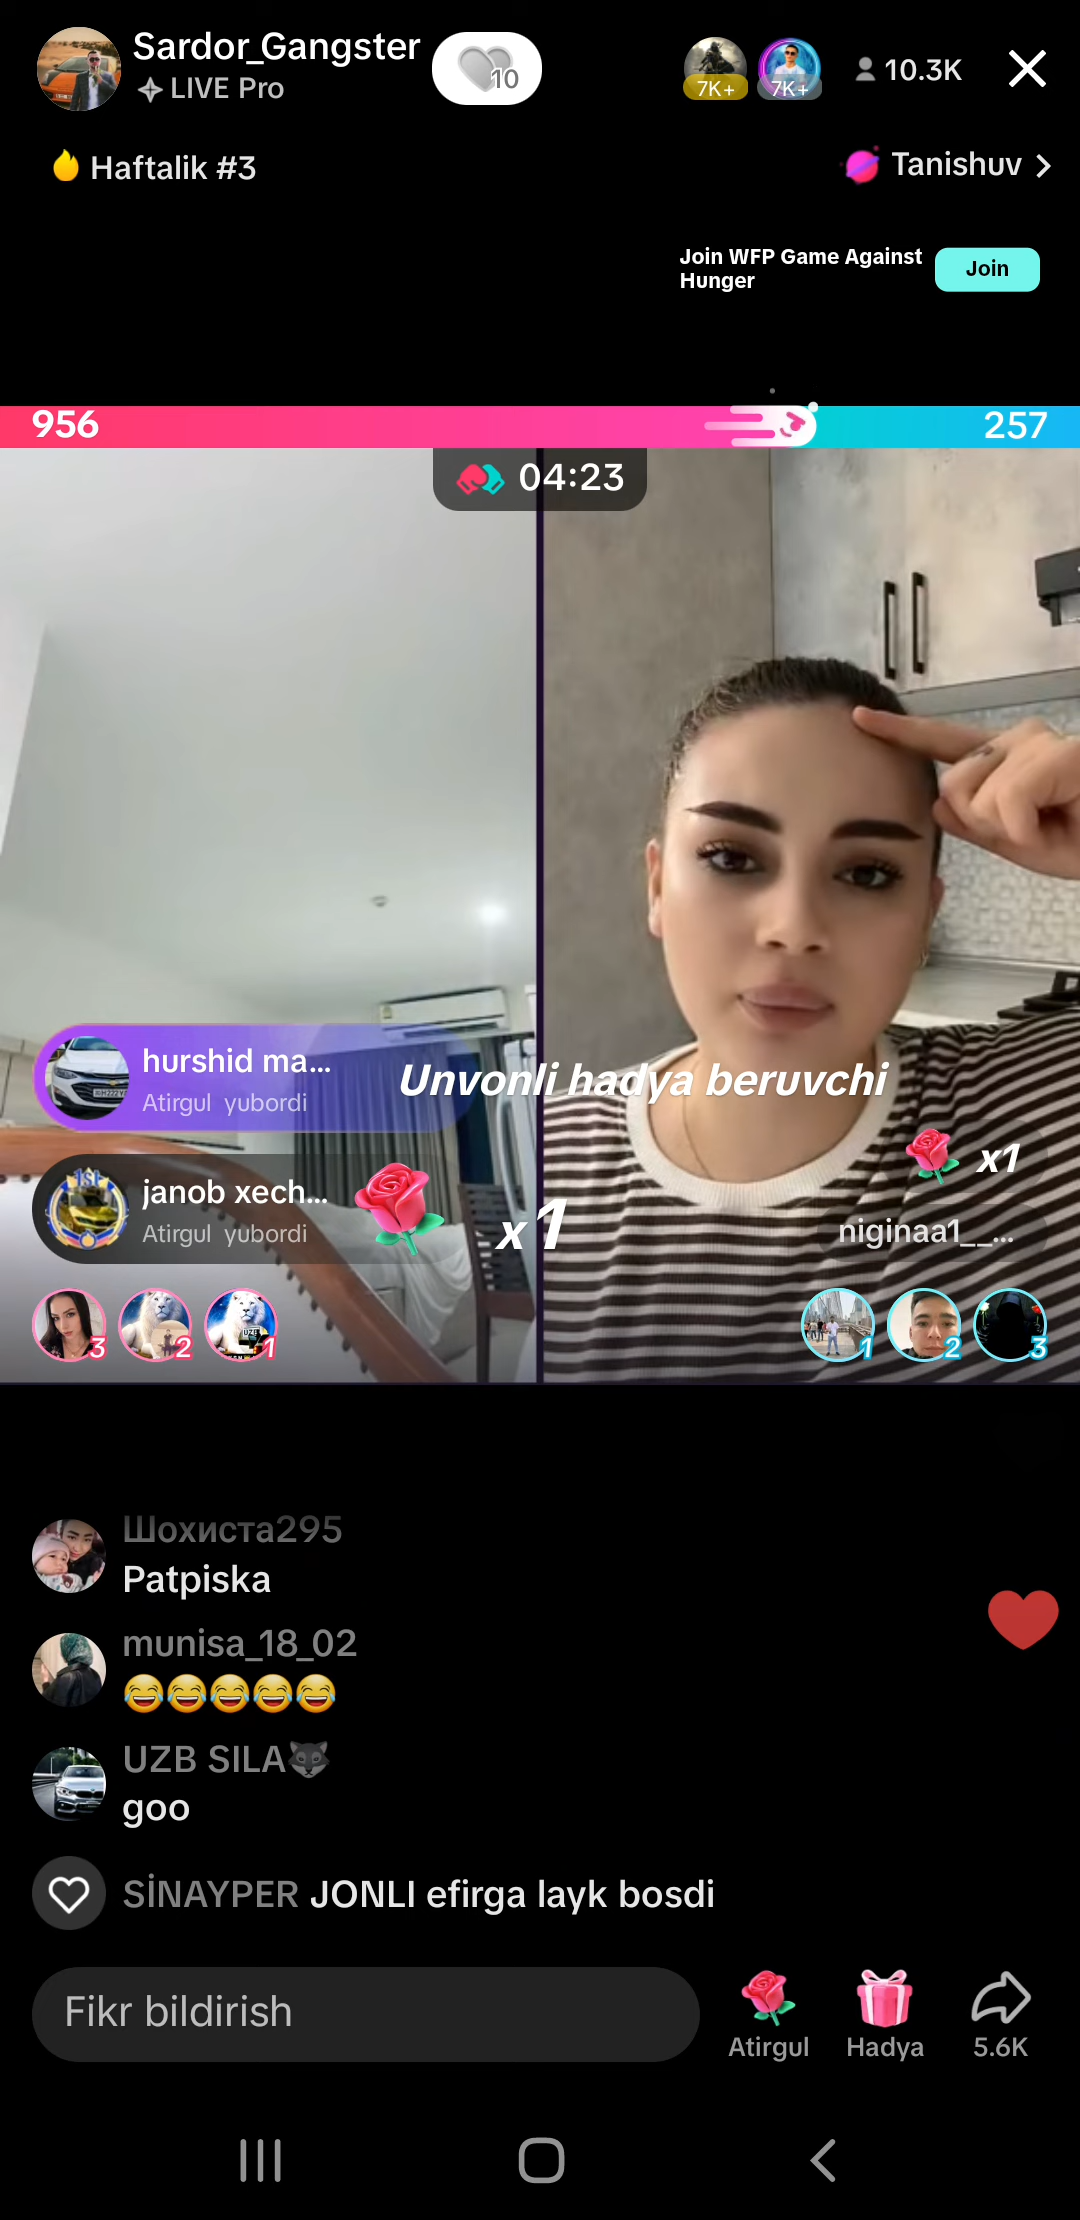 Sardor_Gangster
LIVE Pro
10
7K+
7K+
10.3K
Haftalik #3
Tanishuv
Join WFP Game Against
Hunger
Join
956
257
04:23
hurshid ma...
Atirgul yubordi
Unvonli hadya beruvchi
x1
janob xech...
Atirgul yubordi
x1
niginaa1__...
3
2
1
1
2
3
Шохиста295
Patpiska
munisa_18_02
😂😂😂😂😂
UZB SILA🐺
goo
SİNAYPER JONLI efirga layk bosdi
Fikr bildirish
Atirgul
Hadya
5.6K